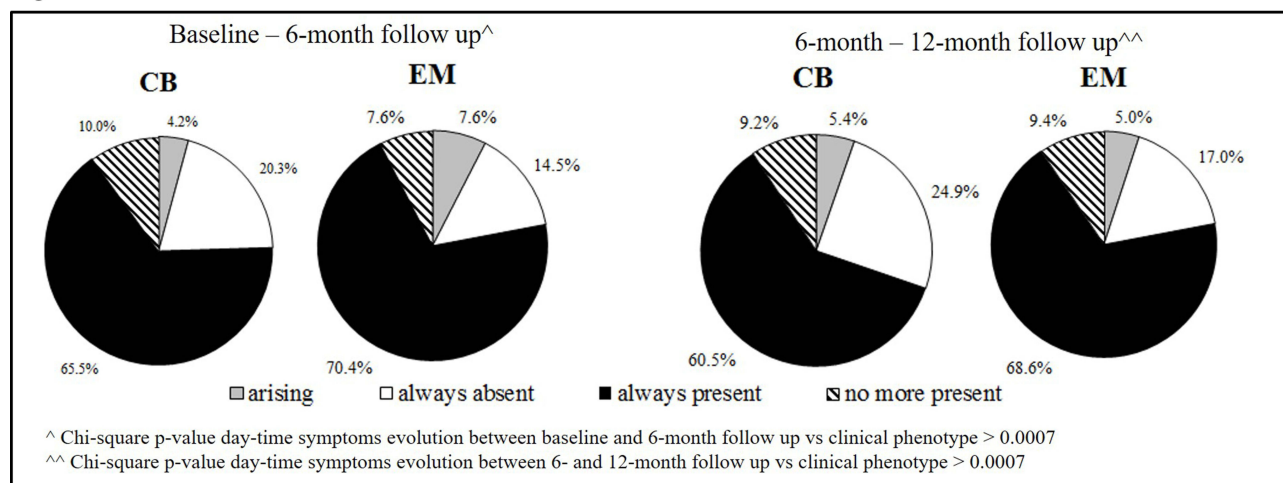 Baseline – 6-month follow up^
6-month – 12-month follow up^^
CB
EM
CB
EM
10.0%
4.2%
20.3%
65.5%
7.6%
7.6%
14.5%
70.4%
9.2%
5.4%
24.9%
60.5%
9.4%
5.0%
17.0%
68.6%
arising
always absent
always present
no more present
^ Chi-square p-value day-time symptoms evolution between baseline and 6-month follow up vs clinical phenotype > 0.0007
^^ Chi-square p-value day-time symptoms evolution between 6- and 12-month follow up vs clinical phenotype > 0.0007